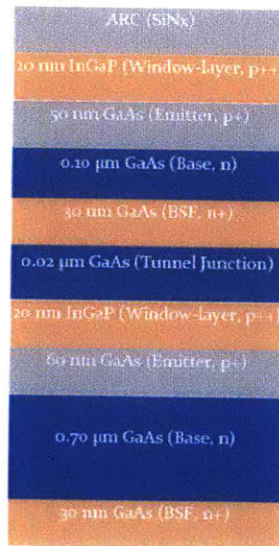 ARC (SiNx)
20 nm InGaP (Window-layer, p++)
50 nm GaAs (Emitter, p+)
0.10 μm GaAs (Base, n)
30 nm GaAs (BSF, n+)
0.02 μm GaAs (Tunnel Junction)
20 nm InGaP (Window-layer, p++)
60 nm GaAs (Emitter, p+)
0.70 μm GaAs (Base, n)
30 nm GaAs (BSF, n+)